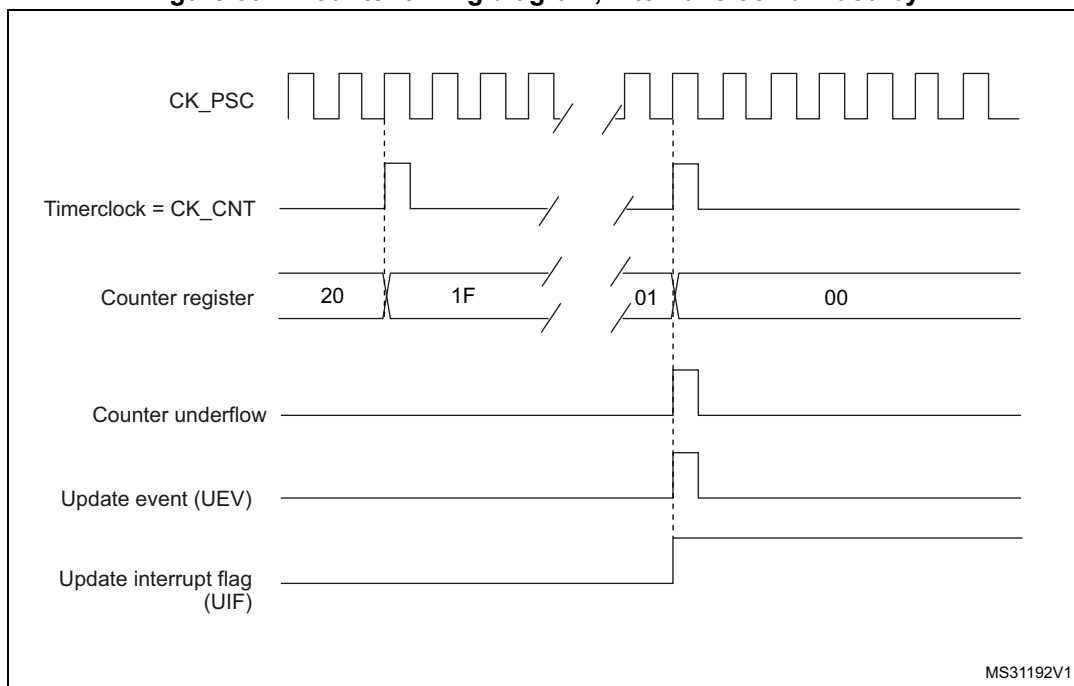 CK_PSC
Timerclock = CK_CNT
Counter register
20
1F
01
00
Counter underflow
Update event (UEV)
Update interrupt flag
(UIF)
MS31192V1